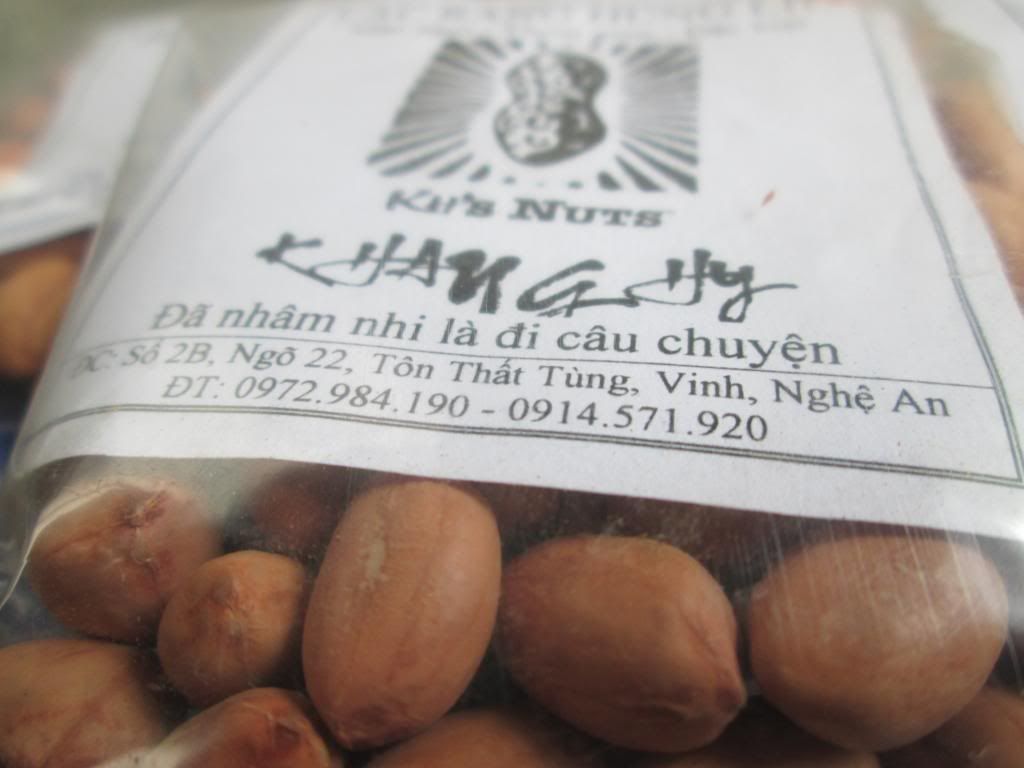 Ku's NUTS
KHANG HY
Đã nhâm nhi là đi câu chuyện
ĐC: Số 2B, Ngõ 22, Tôn Thất Tùng, Vinh, Nghệ An
ĐT: 0972.984.190 - 0914.571.920